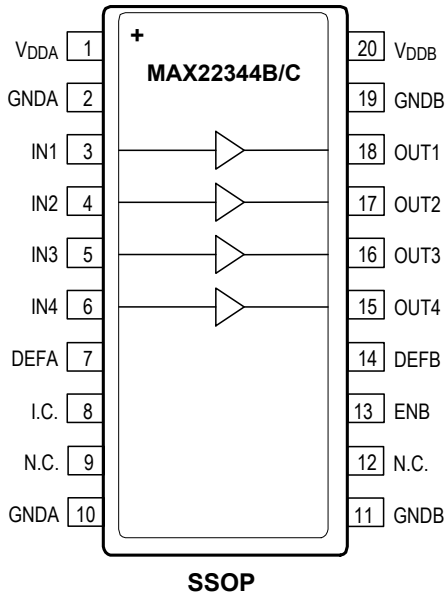 +
MAX22344B/C
VDDA 1 20 VDDB
GNDA 2 19 GNDB
IN1 3 18 OUT1
IN2 4 17 OUT2
IN3 5 16 OUT3
IN4 6 15 OUT4
DEFA 7 14 DEFB
I.C. 8 13 ENB
N.C. 9 12 N.C.
GNDA 10 11 GNDB
SSOP